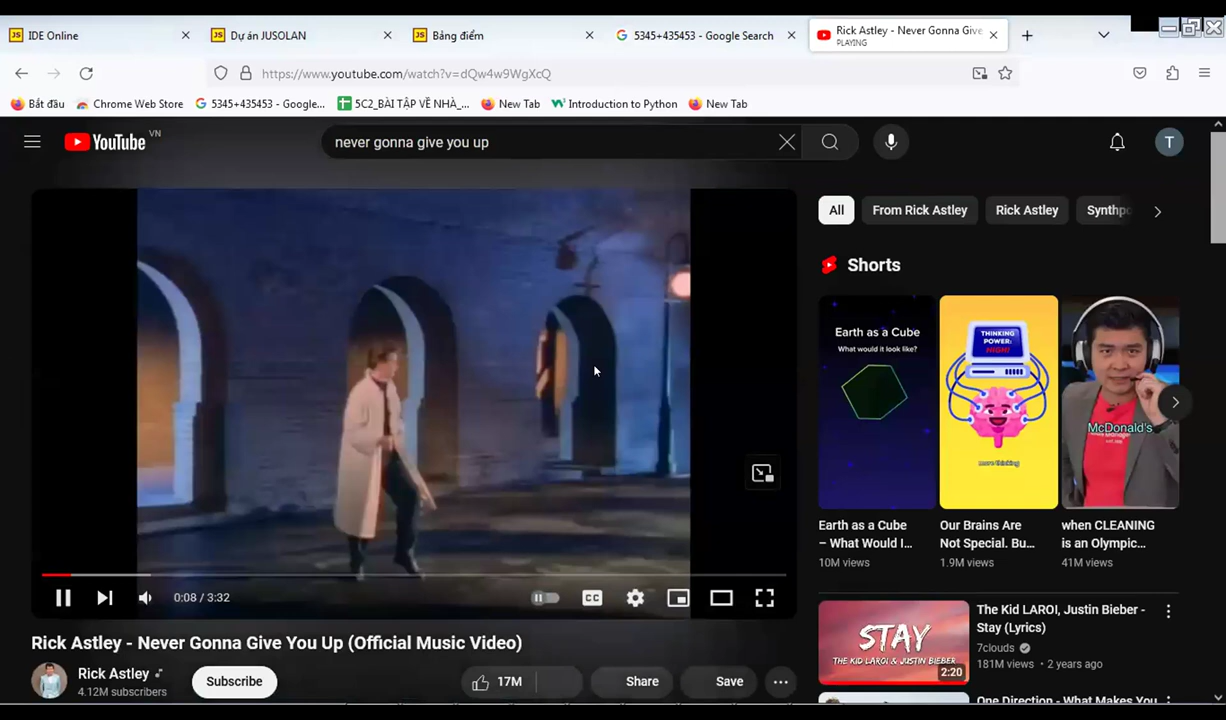 IDE Online
Dự án JUSOLAN
Bảng điểm
5345+435453 - Google Search
Rick Astley - Never Gonna Give
PLAYING
https://www.youtube.com/watch?v=dQw4w9WgXcQ
Bắt đầu
Chrome Web Store
5345+435453 - Google...
5C2_BÀI TẬP VỀ NHÀ_...
New Tab
Introduction to Python
New Tab
YouTube VN
never gonna give you up
T
All
From Rick Astley
Rick Astley
Synthpo
Shorts
Earth as a Cube
What would it look like?
THINKING
POWER:
HIGH!
more thinking
McDonald's
Earth as a Cube
– What Would I...
10M views
Our Brains Are
Not Special. Bu...
1.9M views
when CLEANING
is an Olympic...
41M views
0:08 / 3:32
CC
Rick Astley - Never Gonna Give You Up (Official Music Video)
Rick Astley
4.12M subscribers
Subscribe
17M
Share
Save
STAY
THE KID LAROI & JUSTIN BIEBER
2:20
The Kid LAROI, Justin Bieber -
Stay (Lyrics)
7clouds
181M views • 2 years ago
One Direction - What Makes You